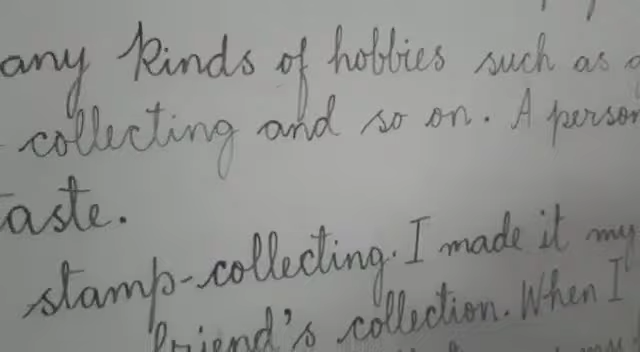 any kinds of hobbies such as
collecting and so on. A person
taste.
stamp-collecting. I made it my
friend's collection. When I